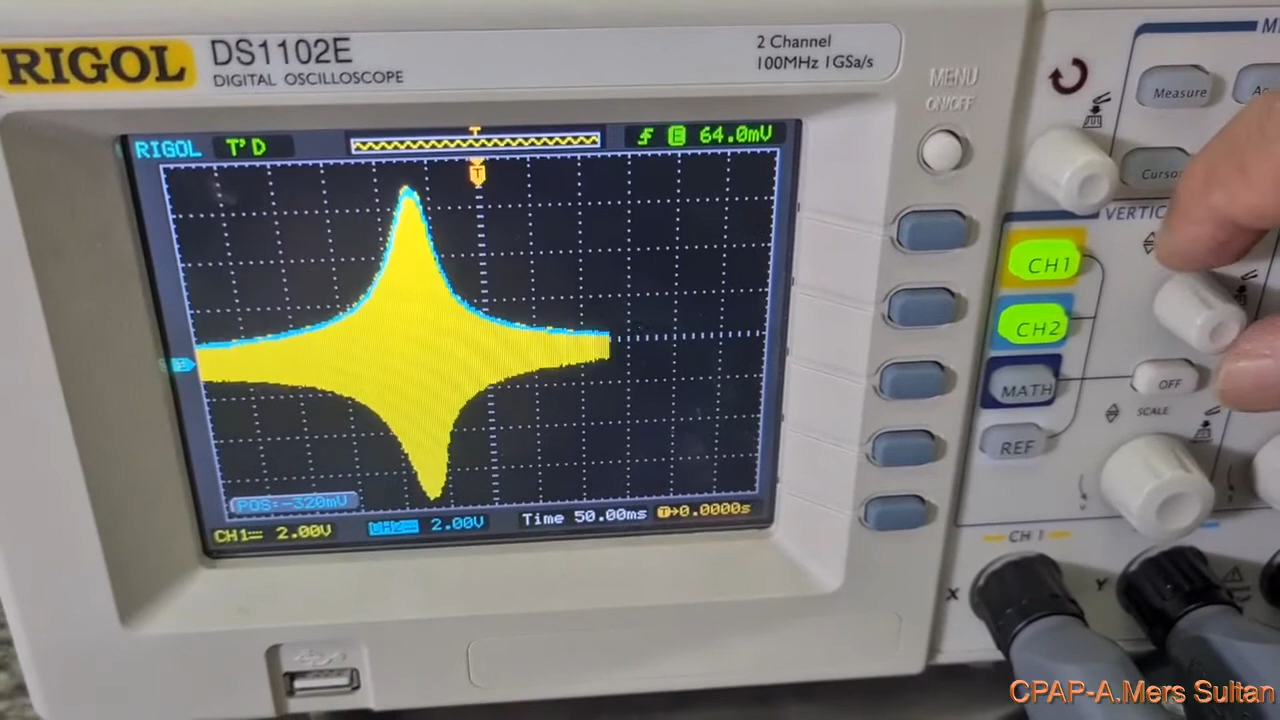 RIGOL
DS1102E
DIGITAL OSCILLOSCOPE
2 Channel
100MHz 1GSa/s
MENU
ON/OFF
Measure
RIGOL T'D
T
E 64.0mV
T
VERTIC
CH1
CH2
MATH
OFF
SCALE
REF
POS:-320mV
CH1 2.00V CH2 2.00V Time 50.00ms T→0.0000s
CH 1
X
Y
CPAP-A.Mers Sultan